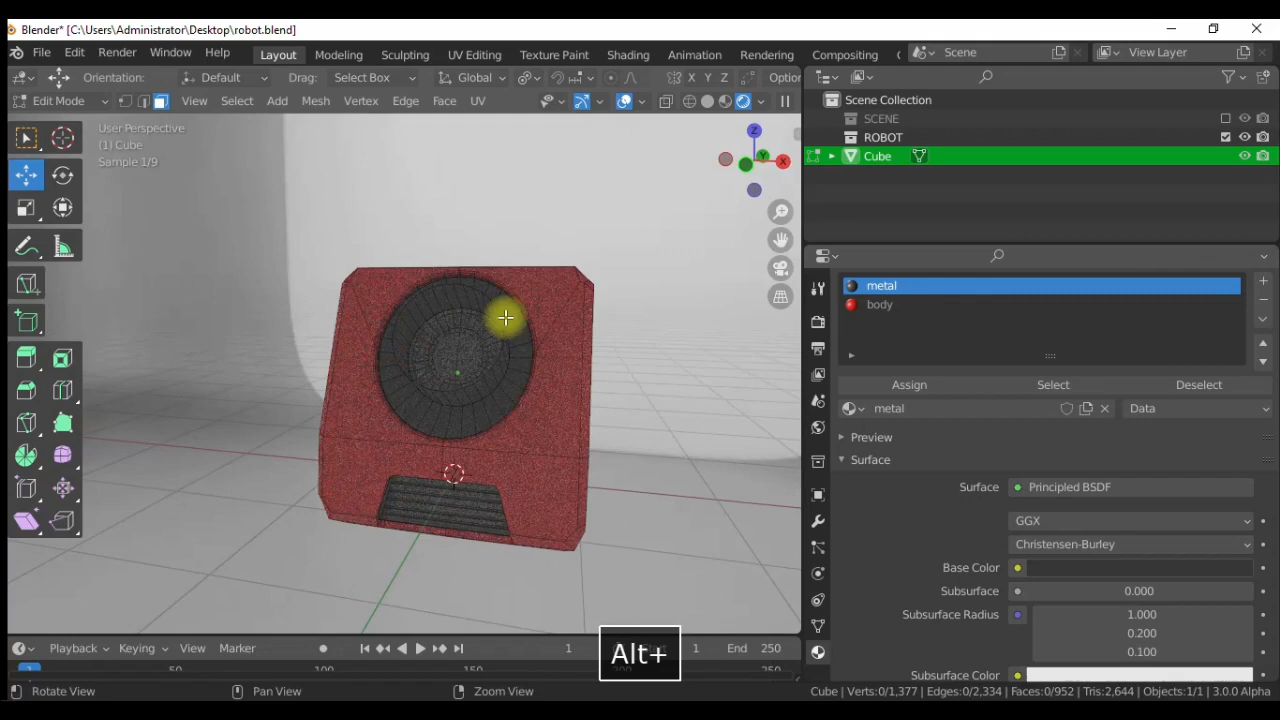 Blender* [C:\Users\Administrator\Desktop\robot.blend]
File Edit Render Window Help Layout Modeling Sculpting UV Editing Texture Paint Shading Animation Rendering Compositing Scene View Layer
Orientation: Default Drag: Select Box Global X Y Z Optior
Edit Mode View Select Add Mesh Vertex Edge Face UV
User Perspective
(1) Cube
Sample 1/9
Z
Y
X
Scene Collection
SCENE
ROBOT
Cube
metal
body
Assign Select Deselect
metal Data
Preview
Surface
Surface Principled BSDF
GGX
Christensen-Burley
Base Color
Subsurface 0.000
Subsurface Radius 1.000
0.200
0.100
Subsurface Color
Playback Keying View Marker 1 Start 1 End 250
1 50 100 150 200 250
Alt+
Rotate View Pan View Zoom View Cube | Verts:0/1,377 | Edges:0/2,334 | Faces:0/952 | Tris:2,644 | Objects:1/1 | 3.0.0 Alpha